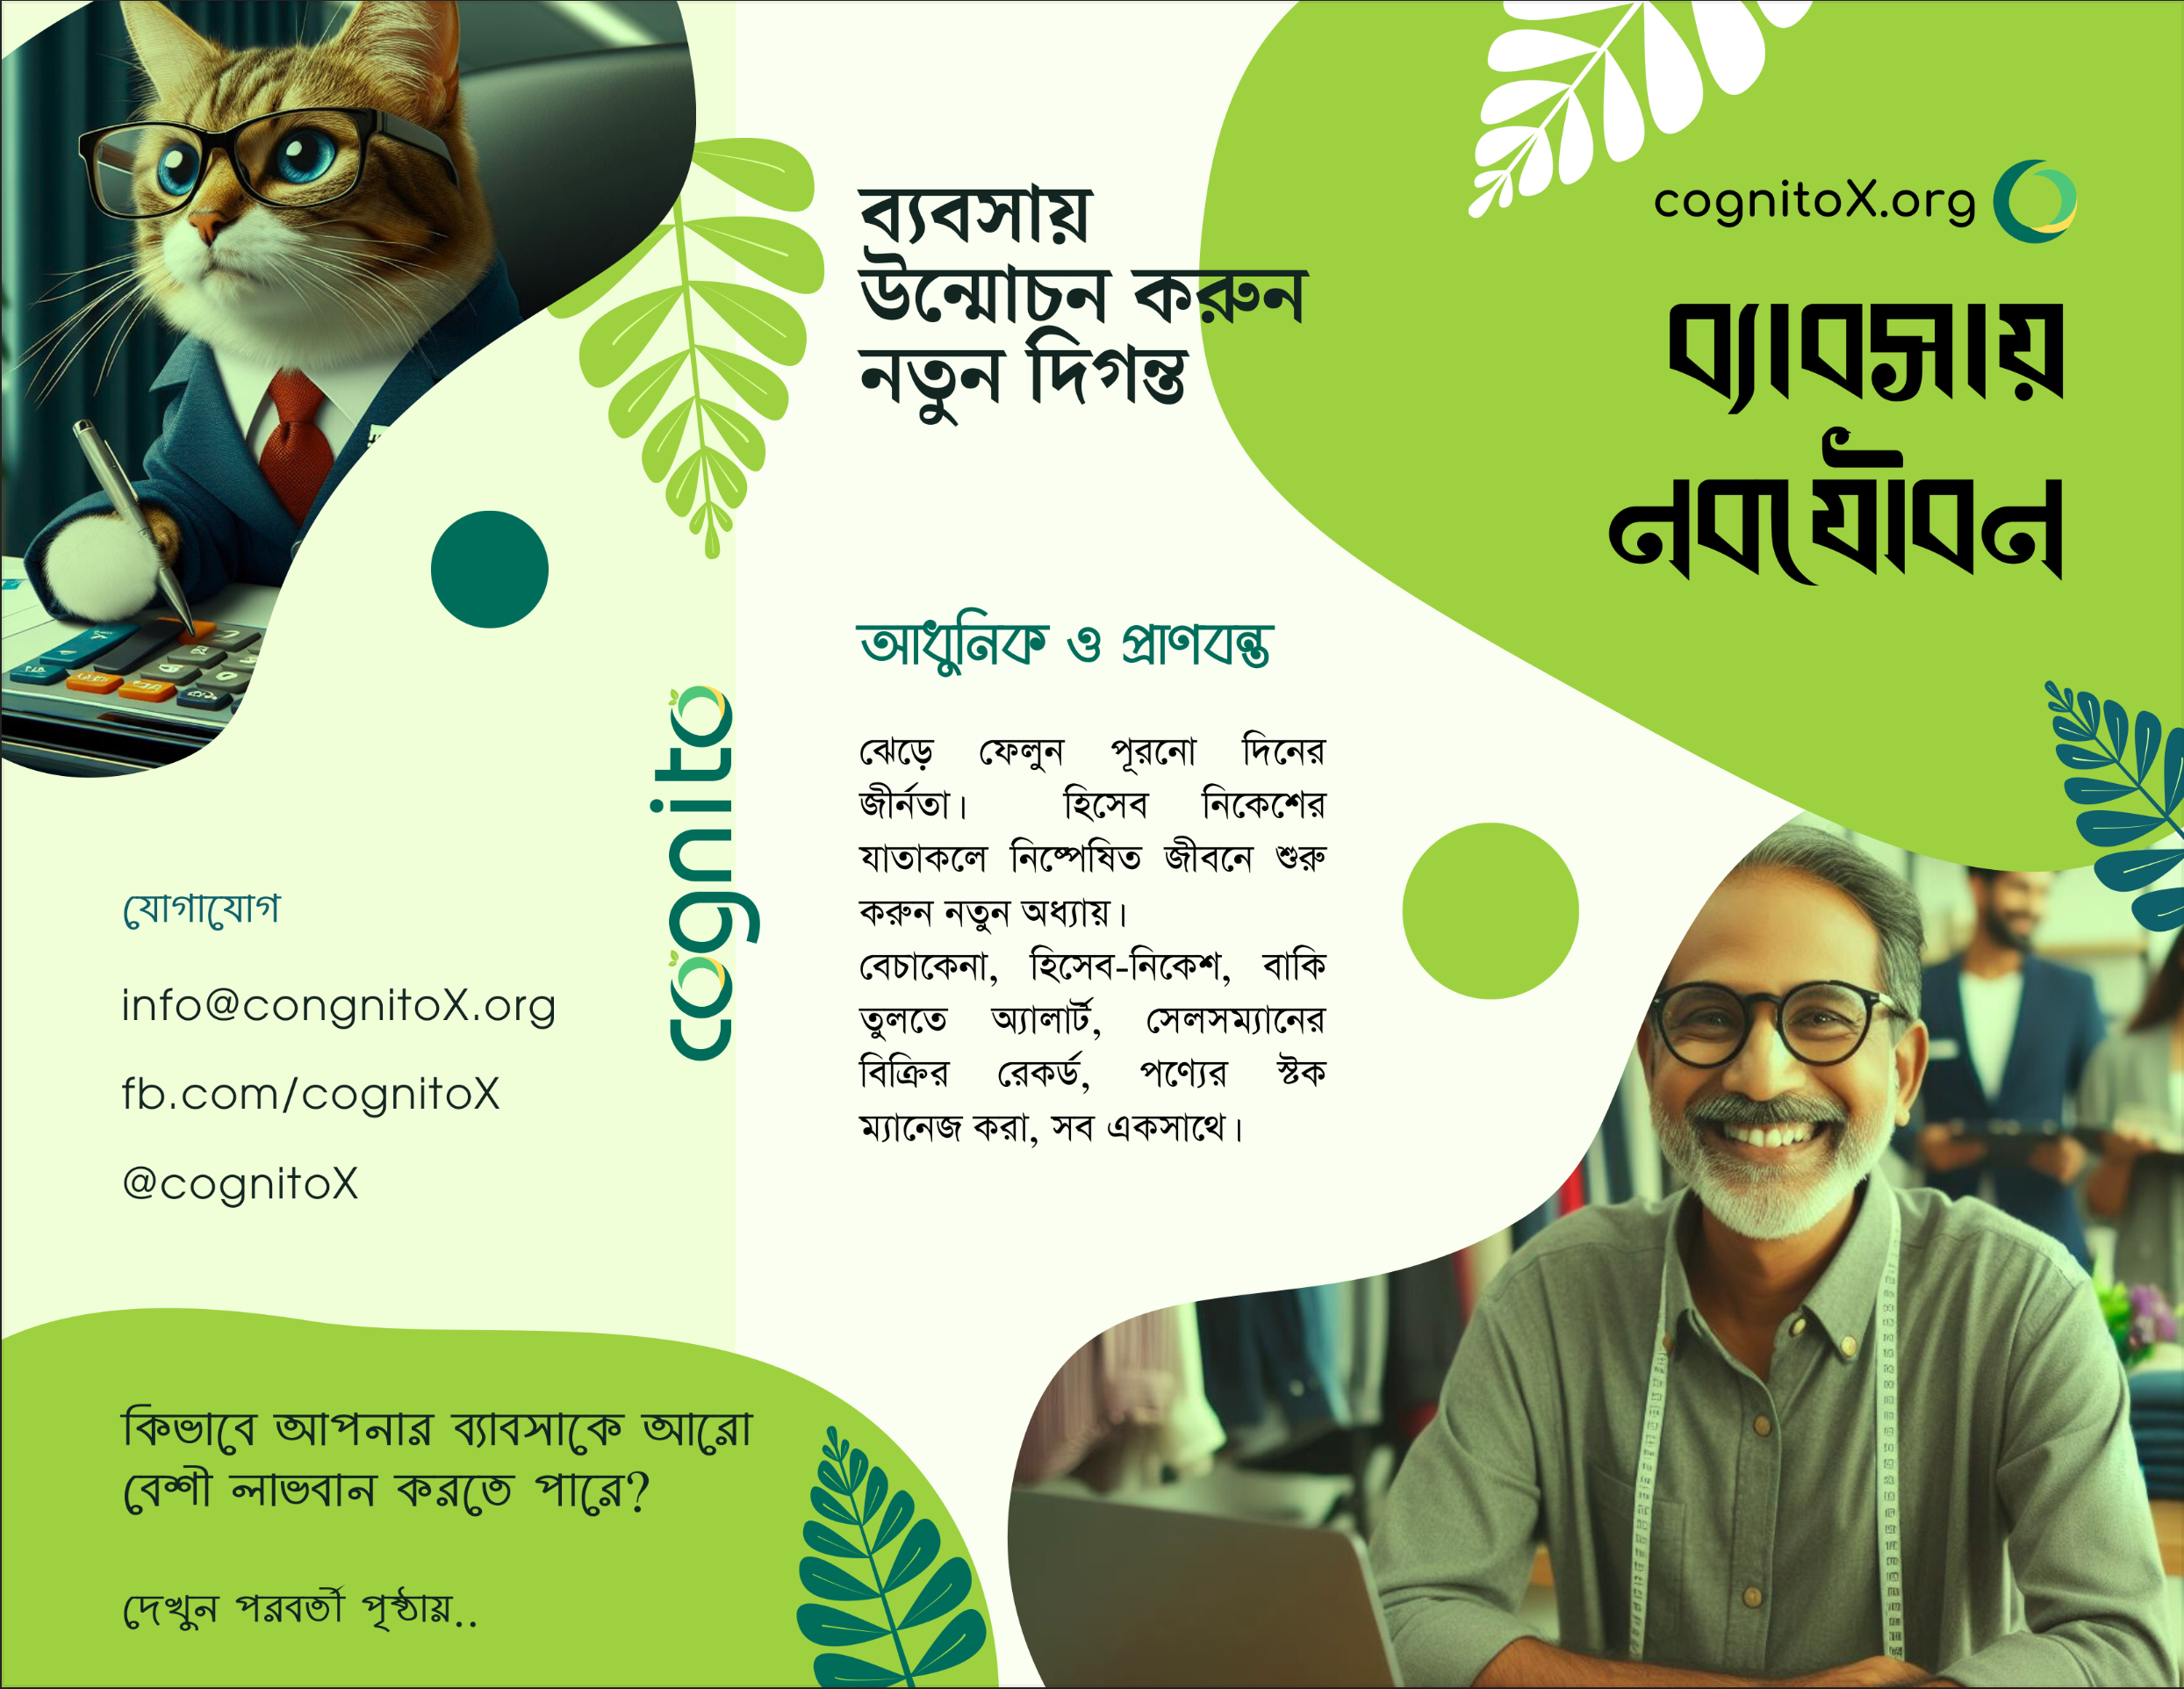 cognitoX.org
ব্যাবসায়
নবযৌবন
ব্যবসায়
উন্মোচন করুন
নতুন দিগন্ত
আধুনিক ও প্রাণবন্ত
ঝেড়ে ফেলুন পূরনো দিনের
জীর্নতা। হিসেব নিকেশের
যাতাকলে নিষ্পেষিত জীবনে শুরু
করুন নতুন অধ্যায়।
বেচাকেনা, হিসেব-নিকেশ, বাকি
তুলতে অ্যালার্ট, সেলসম্যানের
বিক্রির রেকর্ড, পণ্যের স্টক
ম্যানেজ করা, সব একসাথে।
cognito
যোগাযোগ
info@congnitoX.org
fb.com/cognitoX
@cognitoX
কিভাবে আপনার ব্যাবসাকে আরো
বেশী লাভবান করতে পারে?
দেখুন পরবর্তী পৃষ্ঠায়..